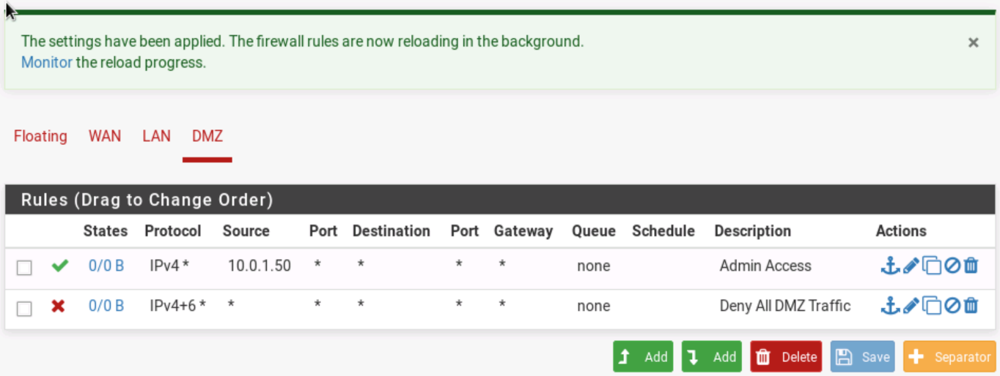 The settings have been applied. The firewall rules are now reloading in the background.
Monitor the reload progress.
×
Floating WAN LAN DMZ
Rules (Drag to Change Order)
States Protocol Source Port Destination Port Gateway Queue Schedule Description Actions
0/0 B IPv4 * 10.0.1.50 * * * * none Admin Access
0/0 B IPv4+6 * * * * * * none Deny All DMZ Traffic
Add Add Delete Save Separator